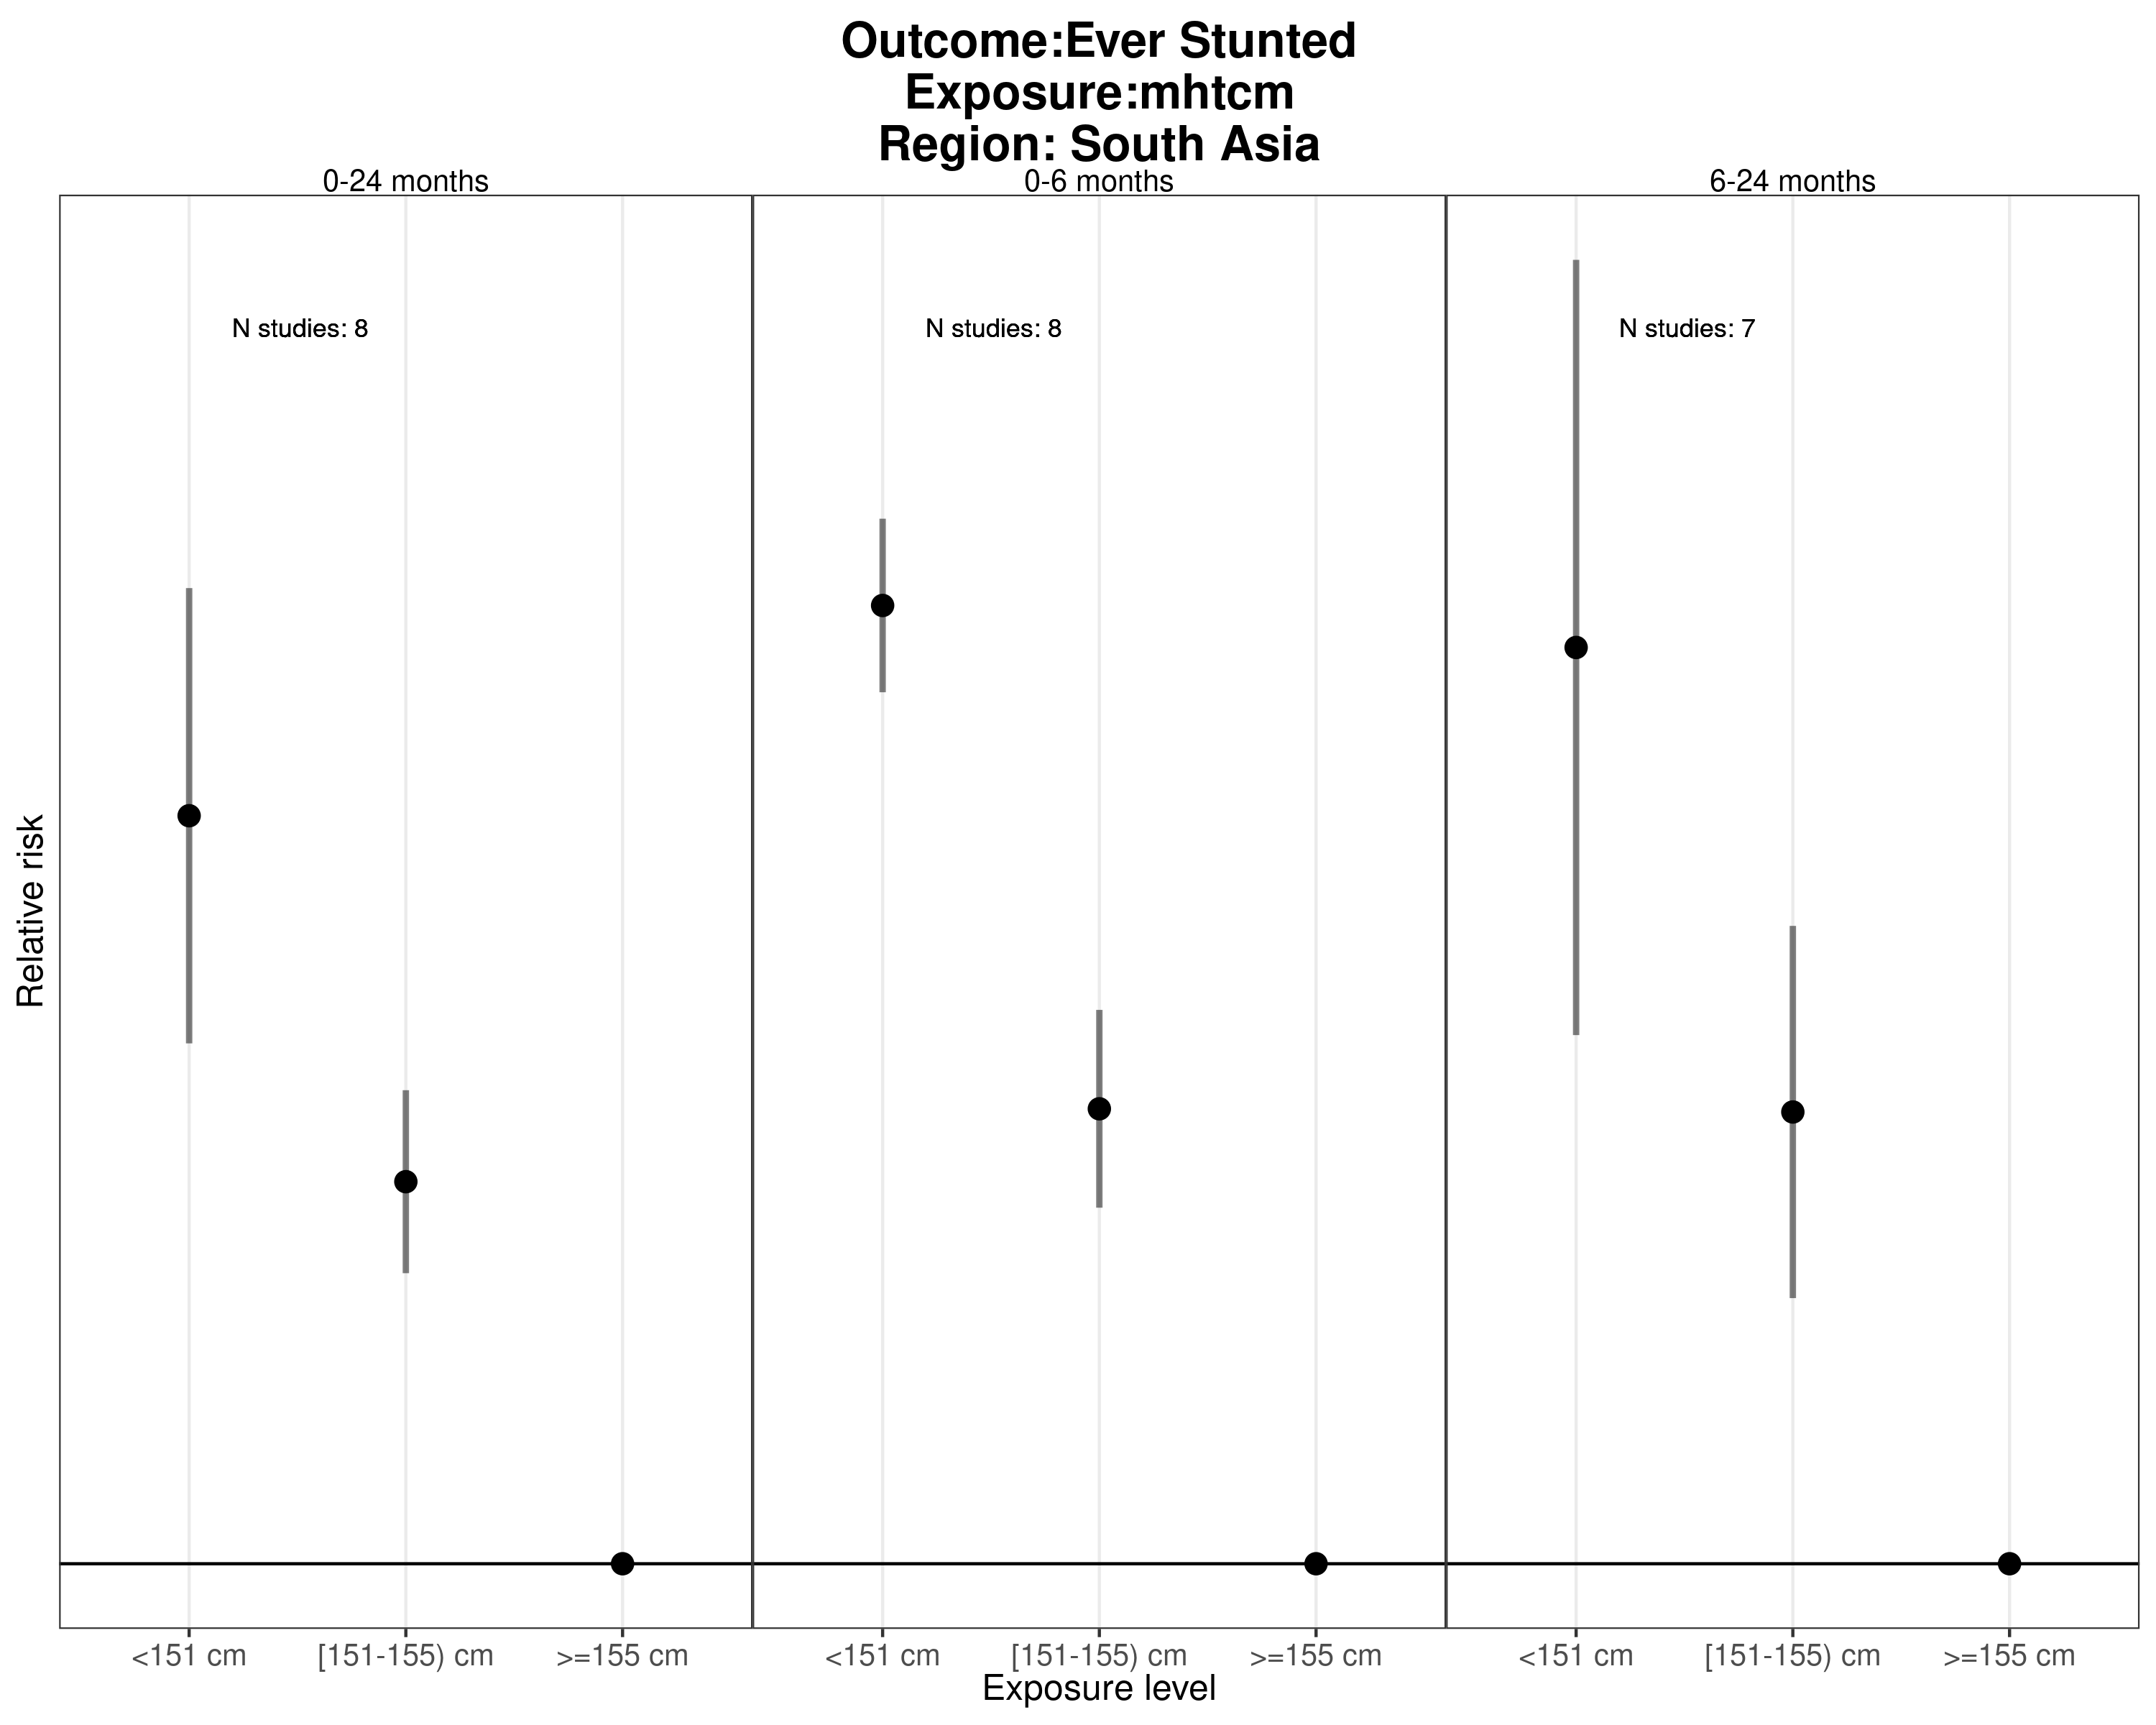 Outcome:Ever Stunted
Exposure:mhtcm
Region: South Asia
0-24 months
0-6 months
6-24 months
N studies: 8
N studies: 8
N studies: 7
Relative risk
<151 cm [151-155) cm >=155 cm <151 cm [151-155) cm >=155 cm <151 cm [151-155) cm >=155 cm
Exposure level